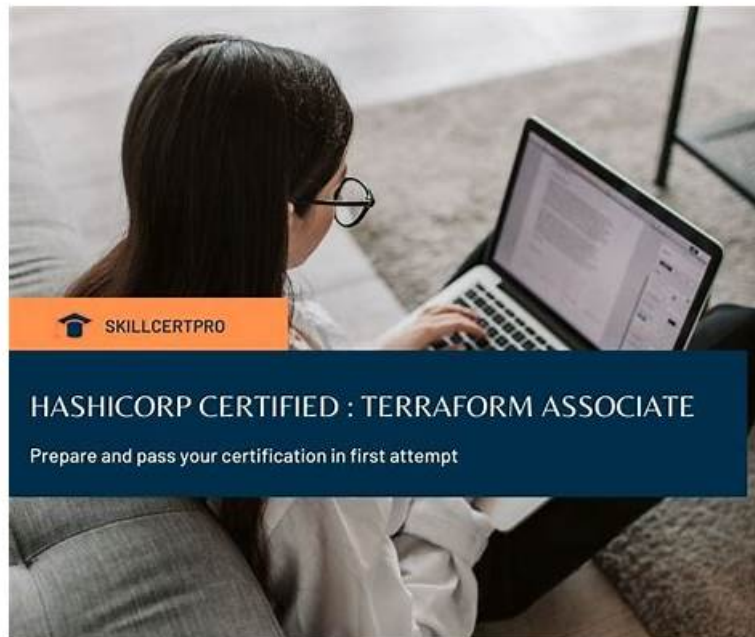 SKILLCERTPRO
HASHICORP CERTIFIED : TERRAFORM ASSOCIATE
Prepare and pass your certification in first attempt